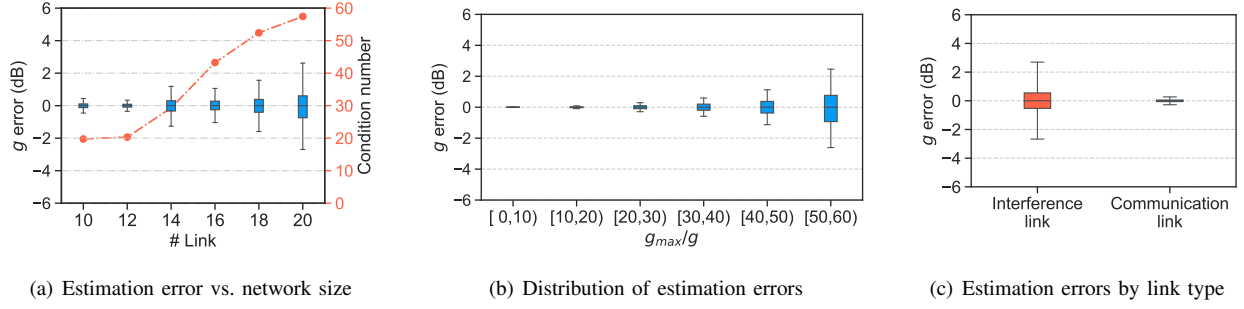 6
4
2
0
−2
−4
−6
g error (dB)
60
50
40
30
20
10
0
Condition number
10 12 14 16 18 20
# Link
(a) Estimation error vs. network size
6
4
2
0
−2
−4
−6
g error (dB)
[ 0,10) [10,20) [20,30) [30,40) [40,50) [50,60)
gmax/g
(b) Distribution of estimation errors
6
4
2
0
−2
−4
−6
g error (dB)
Interference Communication
link link
(c) Estimation errors by link type